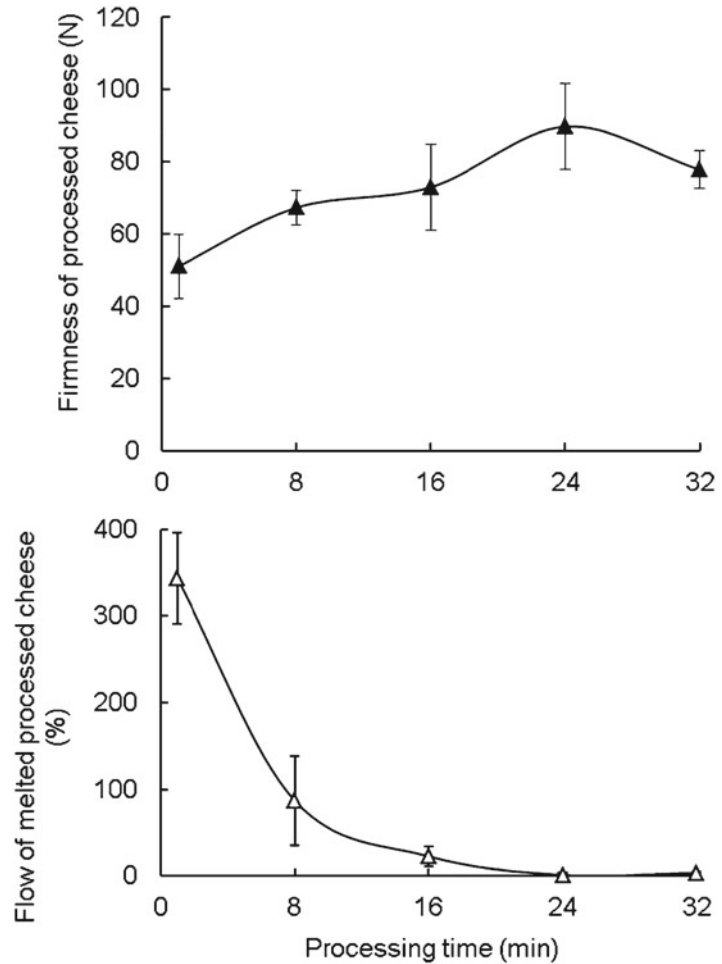 Firmness of processed cheese (N)
120
100
80
60
40
20
0
0 8 16 24 32
Flow of melted processed cheese
(%)
400
300
200
100
0
0 8 16 24 32
Processing time (min)